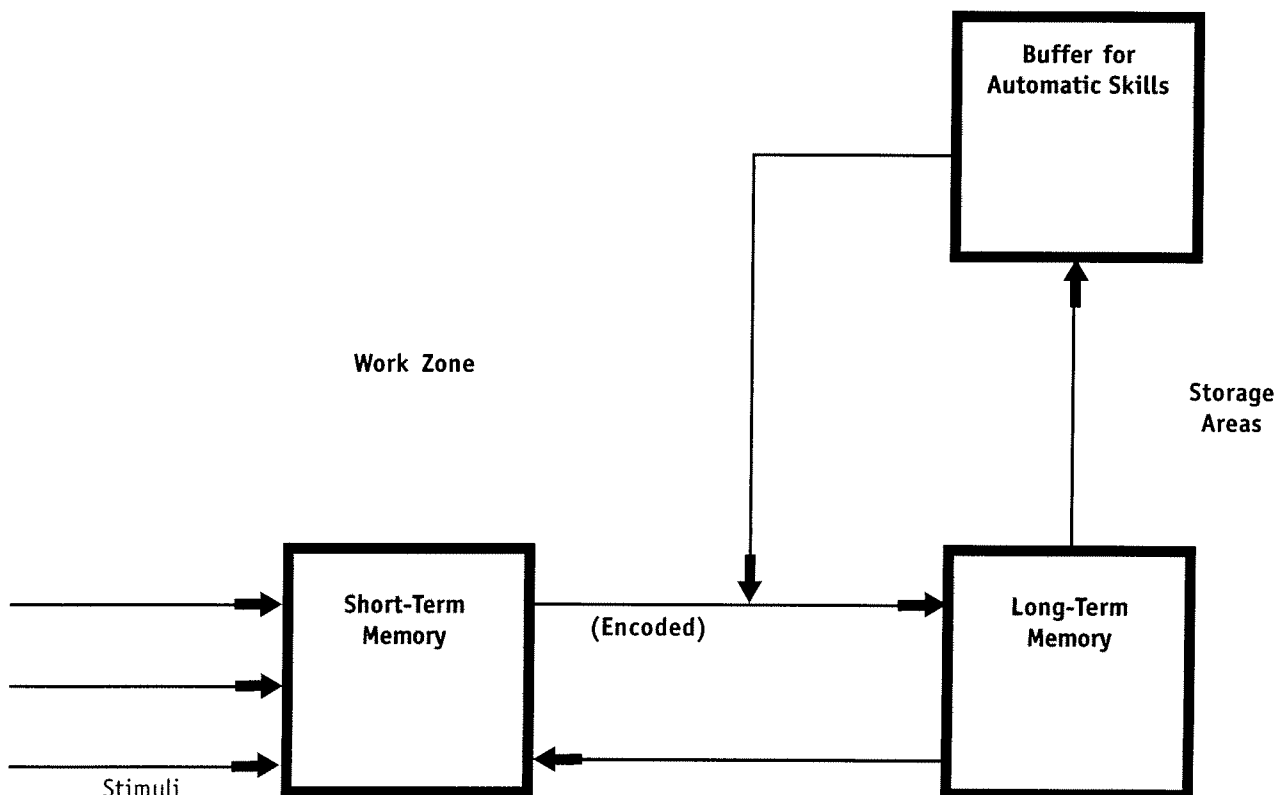 Buffer for
Automatic Skills
Work Zone
Storage
Areas
Short-Term
Memory
(Encoded)
Long-Term
Memory
Stimuli